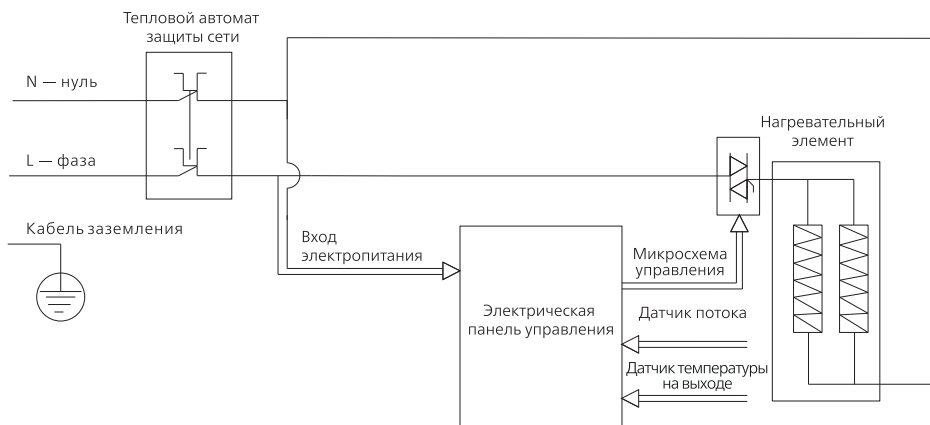 Тепловой автомат
защиты сети
N — нуль
L — фаза
Кабель заземления
Вход
электропитания
Электрическая
панель управления
Микросхема
управления
Датчик потока
Датчик температуры
на выходе
Нагревательный
элемент